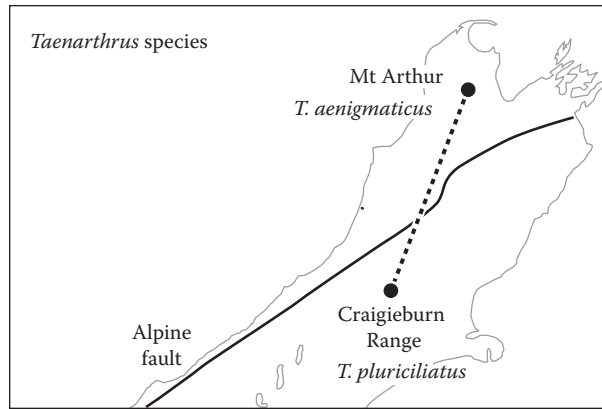 Taenarthrus species
Mt Arthur
T. aenigmaticus
Alpine
fault
Craigieburn
Range
T. pluriciliatus